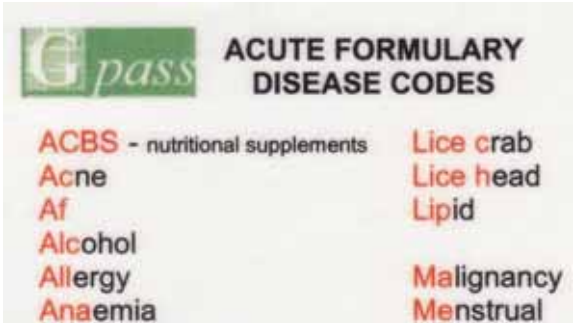 Gpass
ACUTE FORMULARY
DISEASE CODES
ACBS - nutritional supplements
Acne
Af
Alcohol
Allergy
Anaemia
Lice crab
Lice head
Lipid
Malignancy
Menstrual